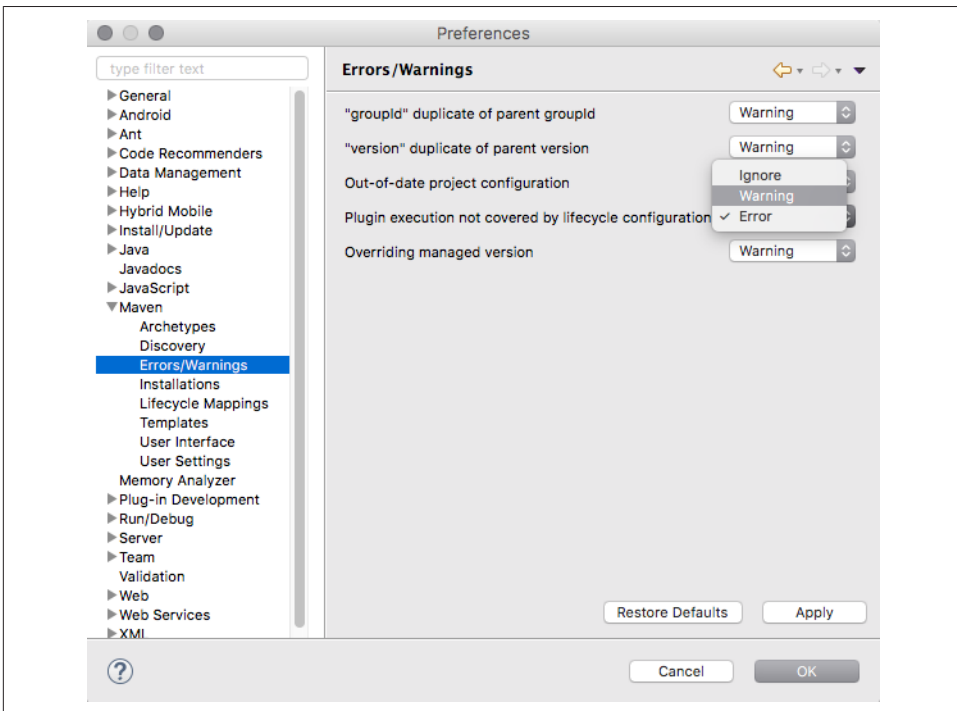 Preferences
type filter text
General
Android
Ant
Code Recommenders
Data Management
Help
Hybrid Mobile
Install/Update
Java
Javadocs
JavaScript
Maven
Archetypes
Discovery
Errors/Warnings
Installations
Lifecycle Mappings
Templates
User Interface
User Settings
Memory Analyzer
Plug-in Development
Run/Debug
Server
Team
Validation
Web
Web Services
XML
Errors/Warnings
"groupId" duplicate of parent groupId Warning
"version" duplicate of parent version Warning
Out-of-date project configuration
Ignore
Warning
Plugin execution not covered by lifecycle configuration ✓ Error
Overriding managed version Warning
Restore Defaults Apply
? Cancel OK